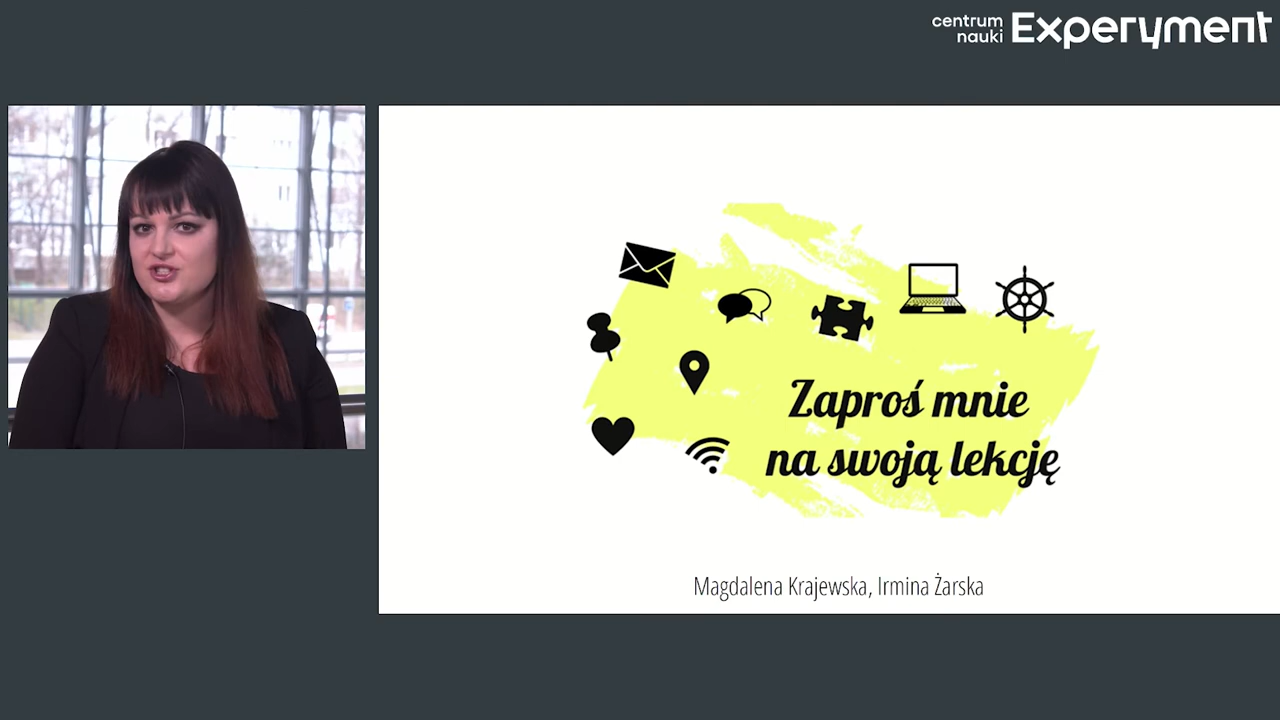 centrum
nauki
Experyment
Zaproś mnie
na swoją lekcję
Magdalena Krajewska, Irmina Żarska